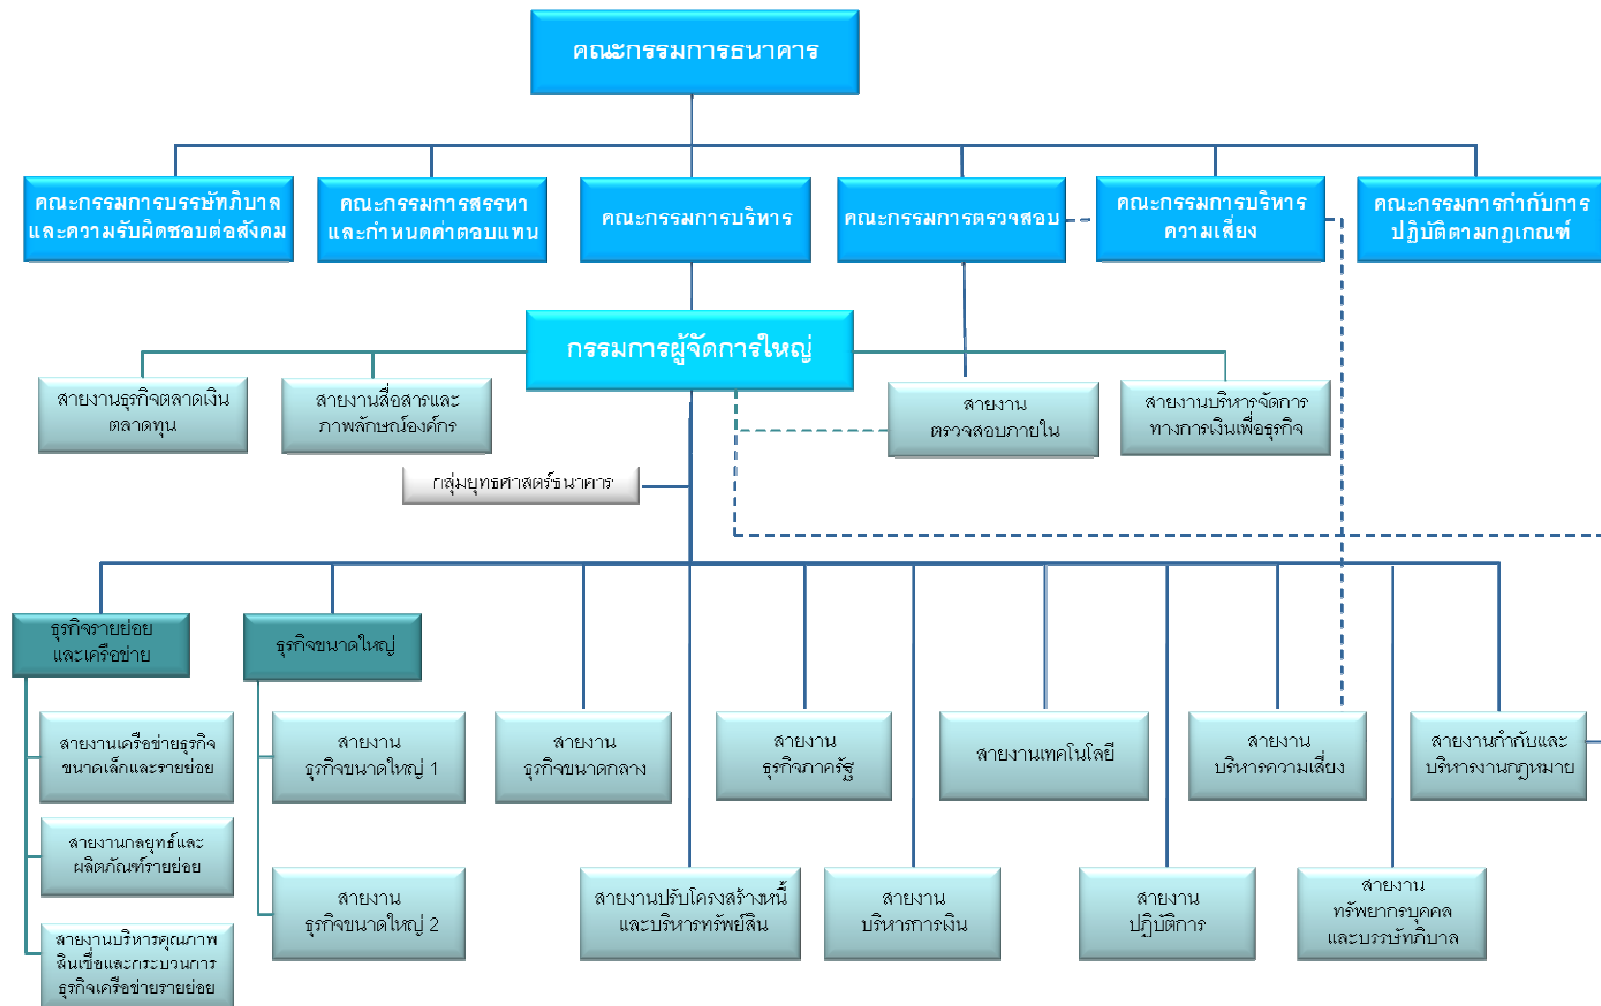 คณะกรรมการธนาคาร
คณะกรรมการบรรษัทภิบาล
และความรับผิดชอบต่อสังคม
คณะกรรมการสรรหา
และกำหนดค่าตอบแทน
คณะกรรมการบริหาร
คณะกรรมการตรวจสอบ
คณะกรรมการบริหาร
ความเสี่ยง
คณะกรรมการกำกับการ
ปฏิบัติตามกฎเกณฑ์
กรรมการผู้จัดการใหญ่
สายงานธุรกิจตลาดเงิน
ตลาดทุน
สายงานสื่อสารและ
ภาพลักษณ์องค์กร
สายงาน
ตรวจสอบภายใน
สายงานบริหารจัดการ
ทางการเงินเพื่อธุรกิจ
กลุ่มยุทธศาสตร์ธนาคาร
ธุรกิจรายย่อย
และเครือข่าย
ธุรกิจขนาดใหญ่
สายงานเครือข่ายธุรกิจ
ขนาดเล็กและรายย่อย
สายงาน
ธุรกิจขนาดใหญ่ 1
สายงาน
ธุรกิจขนาดกลาง
สายงาน
ธุรกิจภาครัฐ
สายงานเทคโนโลยี
สายงาน
บริหารความเสี่ยง
สายงานกำกับและ
บริหารงานกฎหมาย
สายงานกลยุทธ์และ
ผลิตภัณฑ์รายย่อย
สายงาน
ธุรกิจขนาดใหญ่ 2
สายงานปรับโครงสร้างหนี้
และบริหารทรัพย์สิน
สายงาน
บริหารการเงิน
สายงาน
ปฏิบัติการ
สายงาน
ทรัพยากรบุคคล
และบรรษัทภิบาล
สายงานบริหารคุณภาพ
สินเชื่อและกระบวนการ
ธุรกิจเครือข่ายรายย่อย